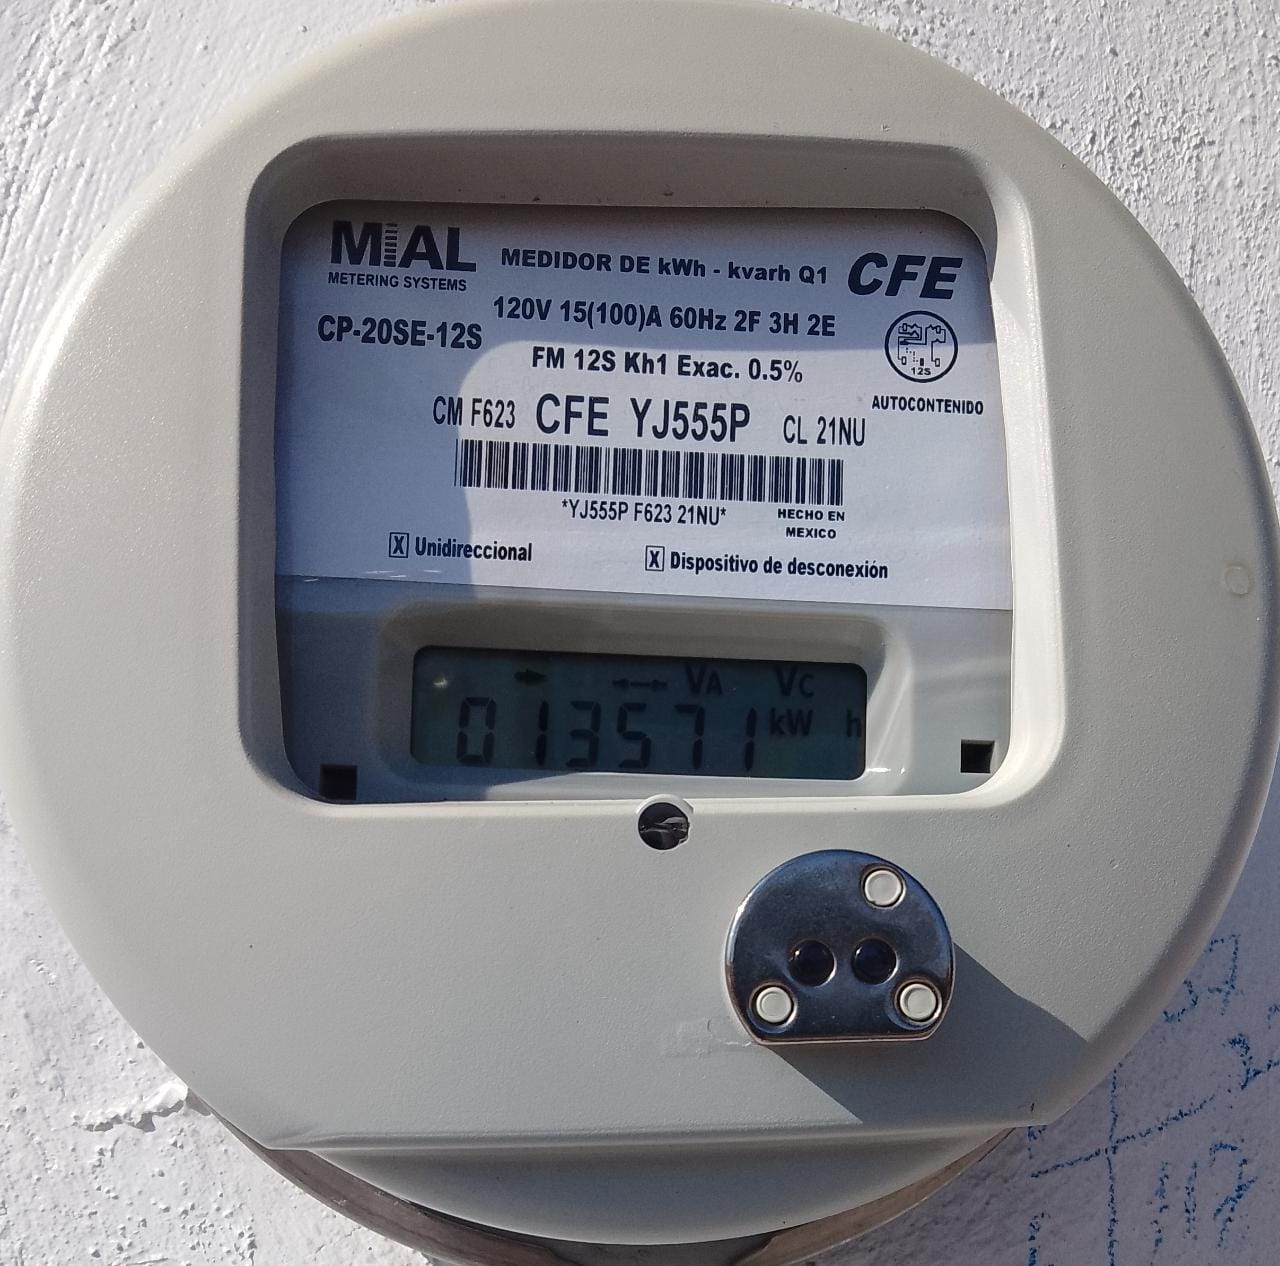 MIAL
METERING SYSTEMS
MEDIDOR DE kWh - kvarh Q1
CFE
CP-20SE-12S
120V 15(100)A 60Hz 2F 3H 2E
FM 12S Kh1 Exac. 0.5%
12S
AUTOCONTENIDO
CM F623 CFE YJ555P CL 21NU
*YJ555P F623 21NU*
HECHO EN
MEXICO
X Unidireccional
X Dispositivo de desconexión
VA VC
013571 kW h